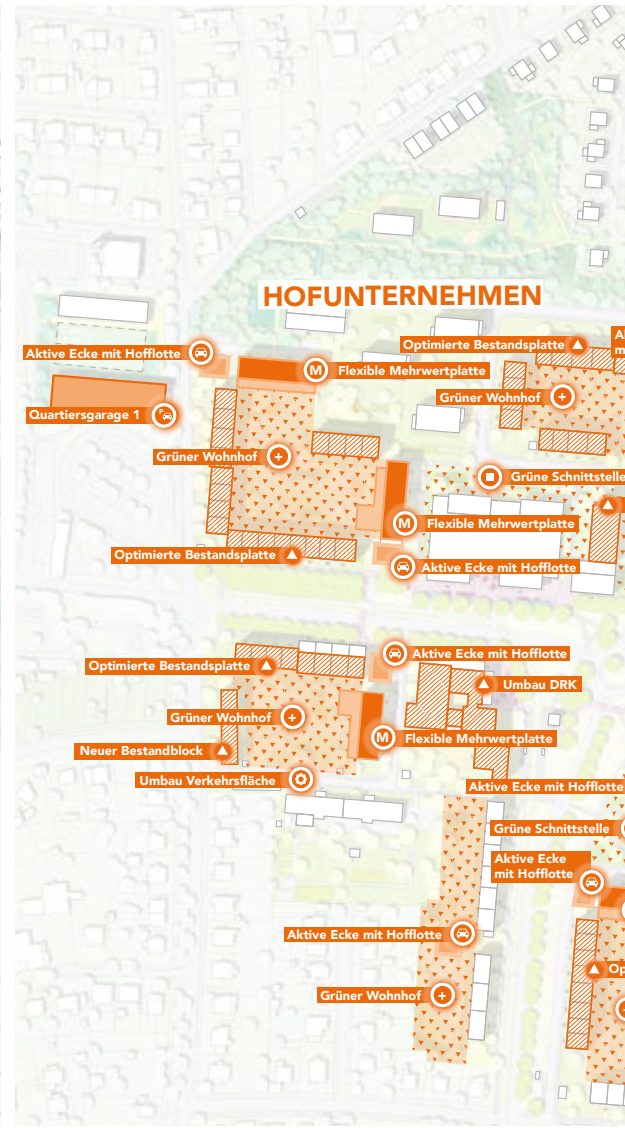 HOFUNTERNEHMEN
Optimierte Bestandsplatte
Aktive Ecke mit Hofflotte
M
Flexible Mehrwertplatte
Grüner Wohnhof
Quartiersgarage 1
P
Grüner Wohnhof
Grüne Schnittstelle
M
Flexible Mehrwertplatte
Optimierte Bestandsplatte
Aktive Ecke mit Hofflotte
Aktive Ecke mit Hofflotte
Optimierte Bestandsplatte
Umbau DRK
Grüner Wohnhof
M
Flexible Mehrwertplatte
Neuer Bestandblock
Umbau Verkehrsfläche
Aktive Ecke mit Hofflotte
Grüne Schnittstelle
Aktive Ecke
mit Hofflotte
Aktive Ecke mit Hofflotte
Op
Grüner Wohnhof